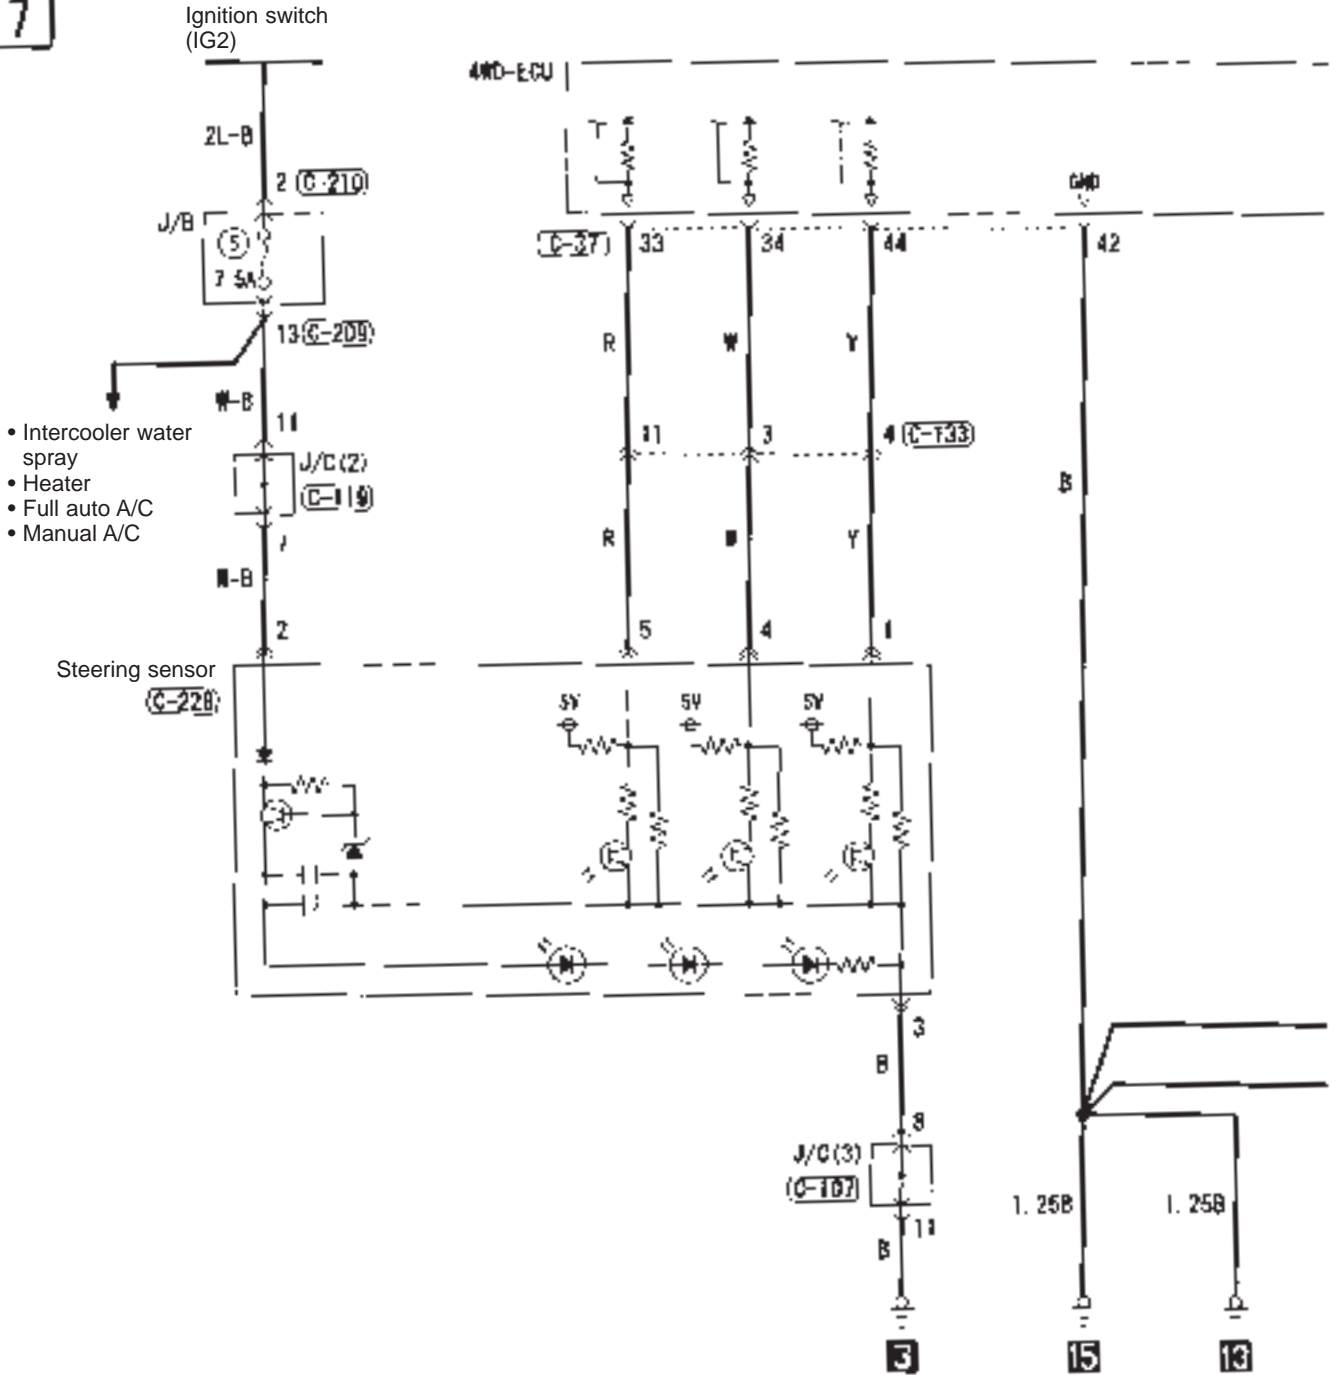 7
Ignition switch
(IG2)
4WD-ECU
2L-B
2 (C-210)
GND
J/B
5
7.5A
(C-37) 33 34 44 42
13 (C-209)
R W Y
W-B
11
11 3 4 (C-133)
• Intercooler water
spray
• Heater
• Full auto A/C
• Manual A/C
J/C(2)
(C-119)
B
7
R W Y
W-B
2 5 4 1
Steering sensor
(C-228)
5V 5V 5V
3
B
8
J/C(3)
(C-107)
1.25B 1.25B
11
B
3 15 13